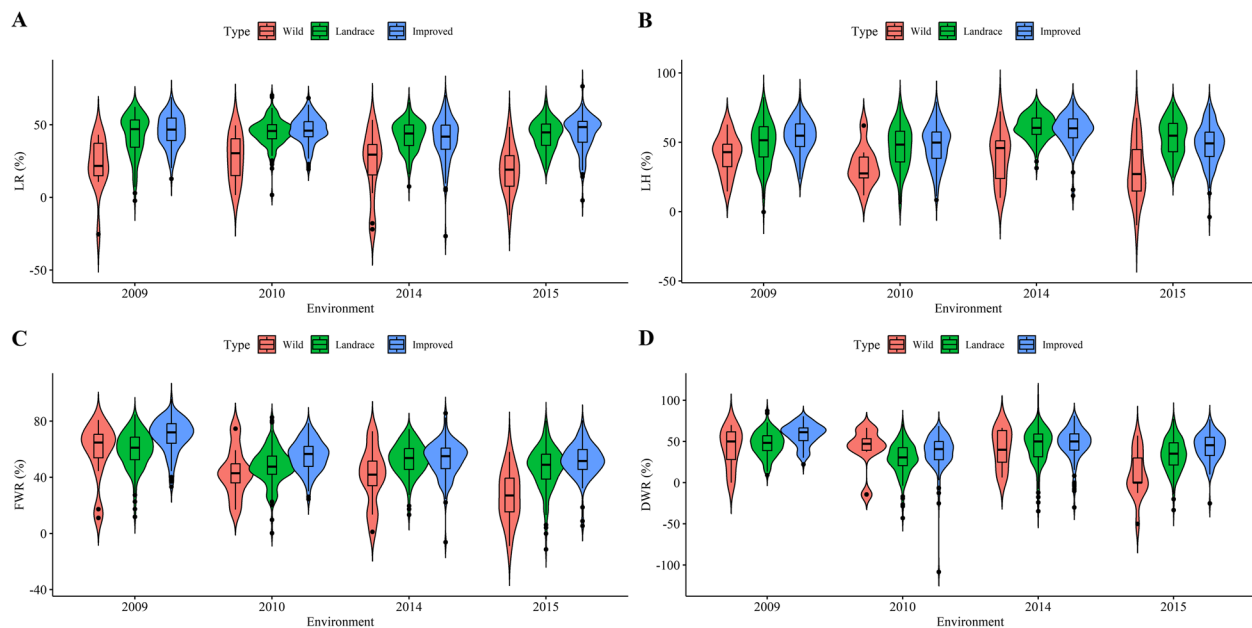 A
Type Wild Landrace Improved
LR (%)
50
0
-50
2009 2010 2014 2015
Environment
B
Type Wild Landrace Improved
LH (%)
100
50
0
-50
2009 2010 2014 2015
Environment
C
Type Wild Landrace Improved
FWR (%)
80
40
0
-40
2009 2010 2014 2015
Environment
D
Type Wild Landrace Improved
DWR (%)
100
50
0
-50
-100
2009 2010 2014 2015
Environment